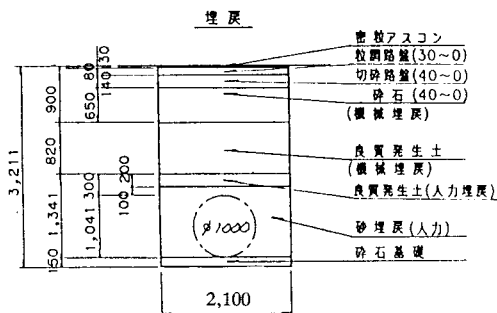 埋戻
密粒アスコン
粒調路盤(30~0)
切砕路盤(40~0)
砕石(40~0)
(機械埋戻)
良質発生土
(機械埋戻)
良質発生土(人力埋戻)
砂埋戻(人力)
砕石基礎
3,211
900
820
1,341
150
80
140
30
650
1,041
300
100
200
φ1000
2,100